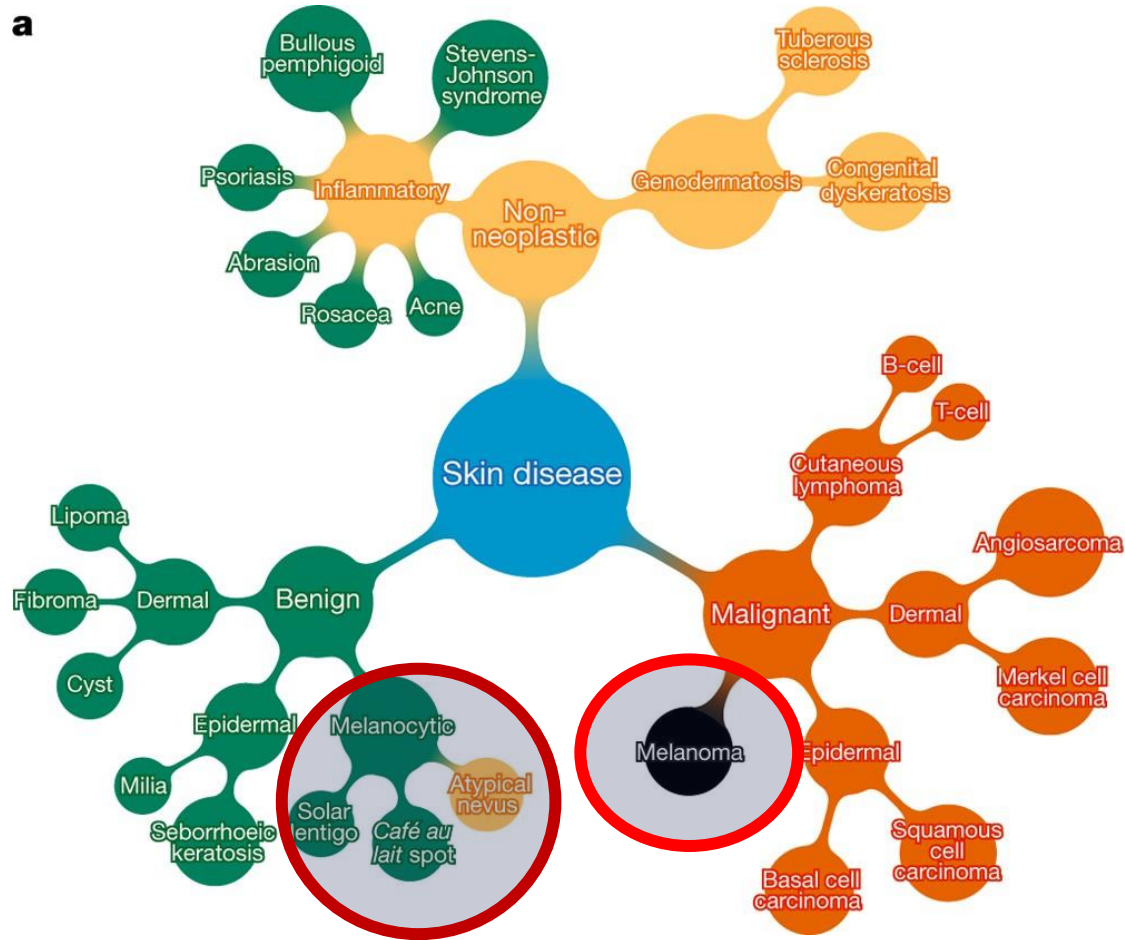 a
Bullous
pemphigoid
Stevens-
Johnson
syndrome
Psoriasis
Inflammatory
Abrasion
Rosacea
Acne
Non-
neoplastic
Genodermatosis
Tuberous
sclerosis
Congenital
dyskeratosis
Skin disease
Lipoma
Fibroma
Dermal
Cyst
Benign
Epidermal
Milia
Seborrhoeic
keratosis
Melanocytic
Solar
lentigo
Café au
lait spot
Atypical
nevus
B-cell
T-cell
Cutaneous
lymphoma
Malignant
Dermal
Angiosarcoma
Merkel cell
carcinoma
Melanoma
Epidermal
Basal cell
carcinoma
Squamous
cell
carcinoma